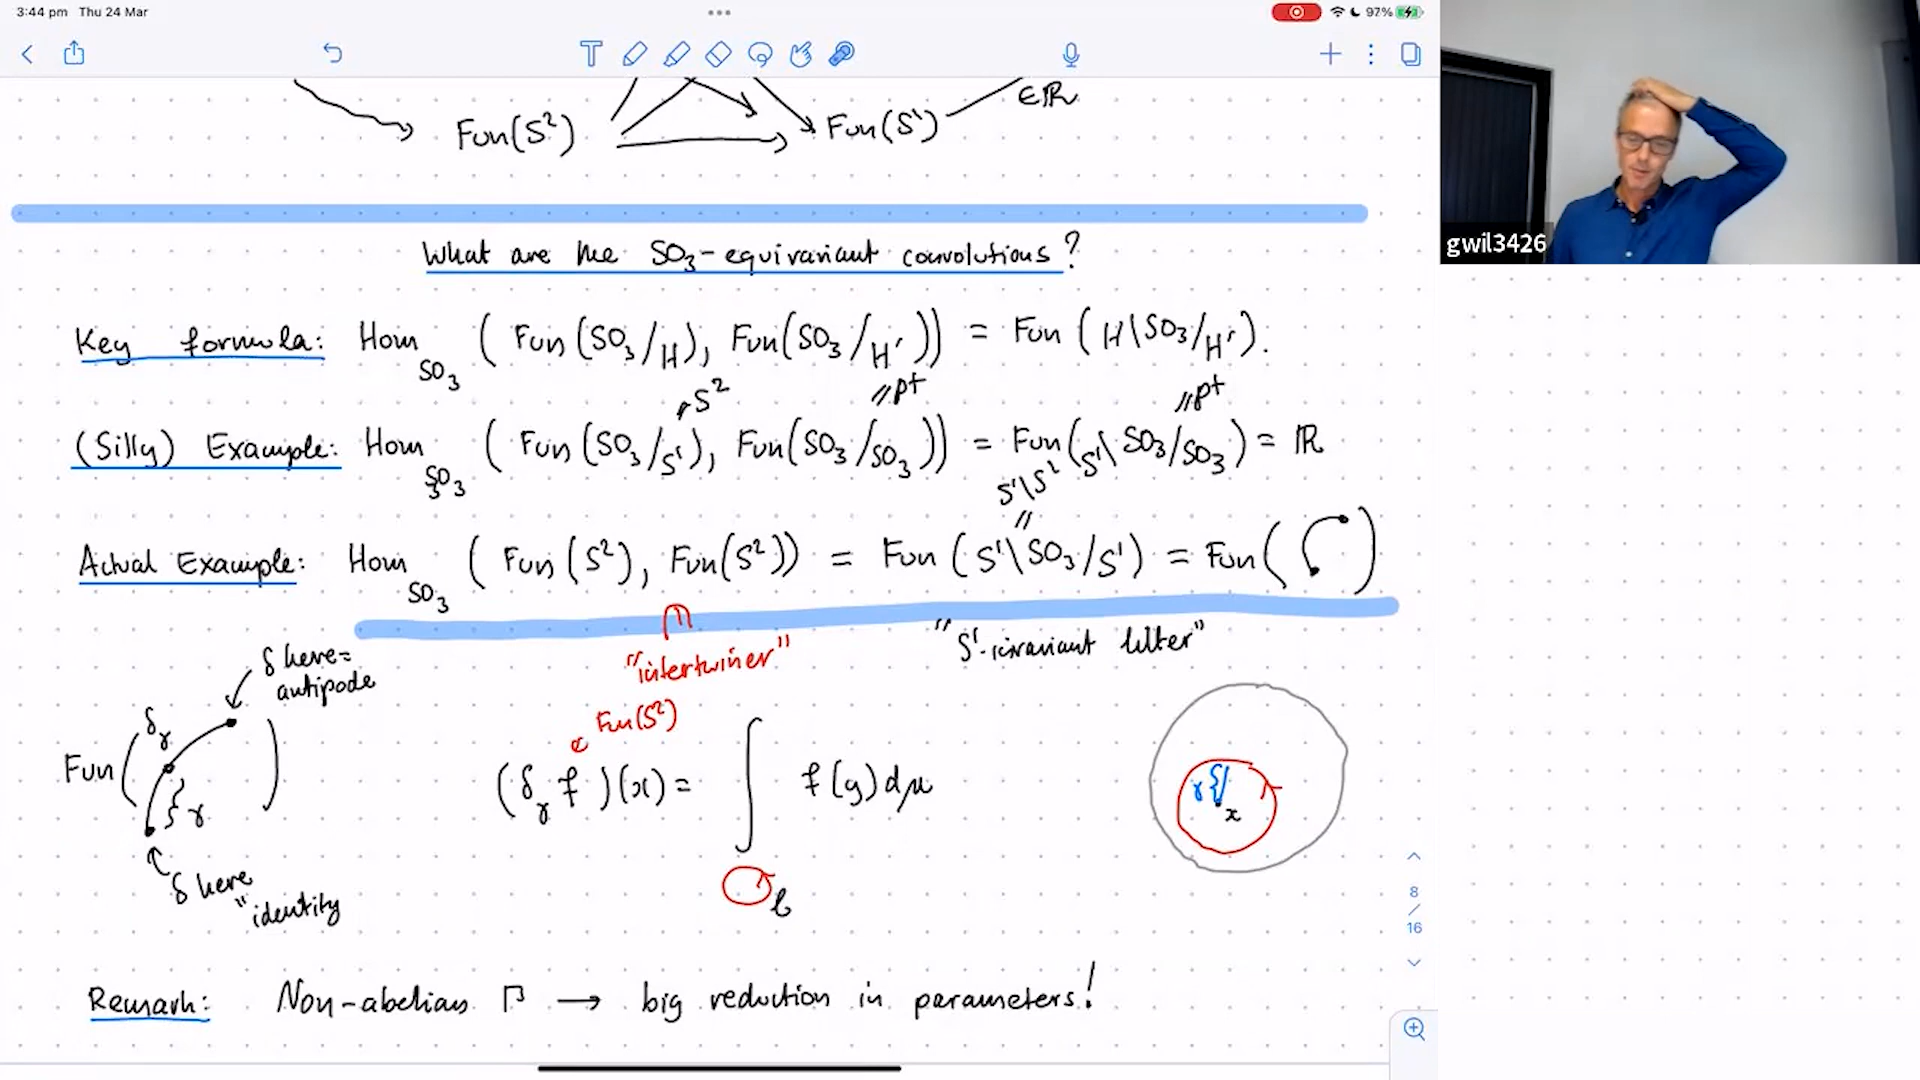 3:44 pm Thu 24 Mar
97%
∈ℝ
Fun(S²)
Fun(S¹)
gwil3426
What are the SO₃-equivariant convolutions?
Key formula: Hom_SO₃ ( Fun(SO₃/H), Fun(SO₃/H')) = Fun ( H\SO₃/H').
S² "pt "pt
(Silly) Example: Hom_SO₃ ( Fun(SO₃/S¹), Fun(SO₃/SO₃)) = Fun(S¹\SO₃/SO₃) = ℝ
S¹\S²
"
Actual Example: Hom_SO₃ ( Fun(S²), Fun(S²)) = Fun ( S¹\SO₃/S¹) = Fun( )
"intertwiner"
"S¹-invariant filter"
δ here =
antipode
Fun(S²)
Fun( δ_γ )
γ
(δ_γ f)(x) = ∫ f(y)dμ
γ{ x
δ here
"identity
Remark: Non-abelian Γ → big reduction in parameters!
8
/
16